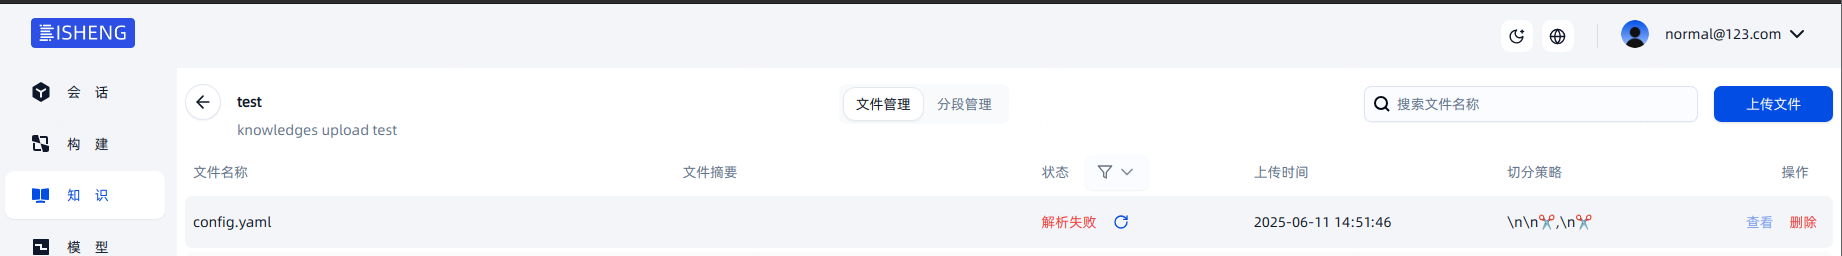 ISHENG
normal@123.com
会 话
构 建
知 识
模 型
test
knowledges upload test
文件管理 分段管理
搜索文件名称
上传文件
文件名称 文件摘要 状态 上传时间 切分策略 操作
config.yaml 解析失败 2025-06-11 14:51:46 \n\n✂️,\n✂️ 查看 删除